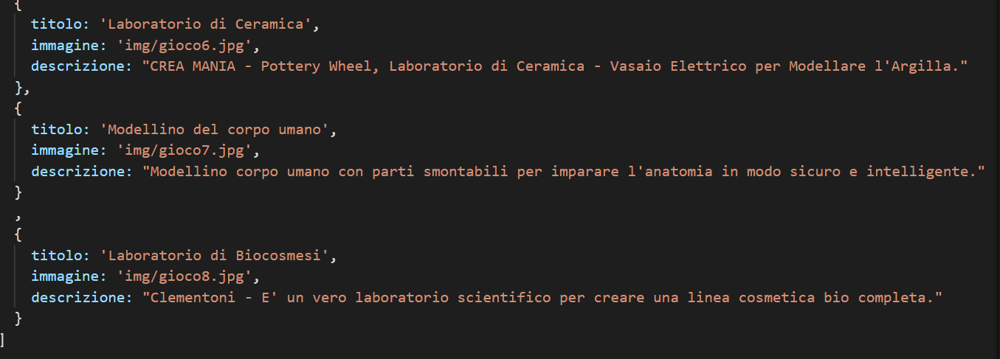 {
titolo: 'Laboratorio di Ceramica',
immagine: 'img/gioco6.jpg',
descrizione: "CREA MANIA - Pottery Wheel, Laboratorio di Ceramica - Vasaio Elettrico per Modellare l'Argilla."
},
{
titolo: 'Modellino del corpo umano',
immagine: 'img/gioco7.jpg',
descrizione: "Modellino corpo umano con parti smontabili per imparare l'anatomia in modo sicuro e intelligente."
}
,
{
titolo: 'Laboratorio di Biocosmesi',
immagine: 'img/gioco8.jpg',
descrizione: "Clementoni - E' un vero laboratorio scientifico per creare una linea cosmetica bio completa."
}
]